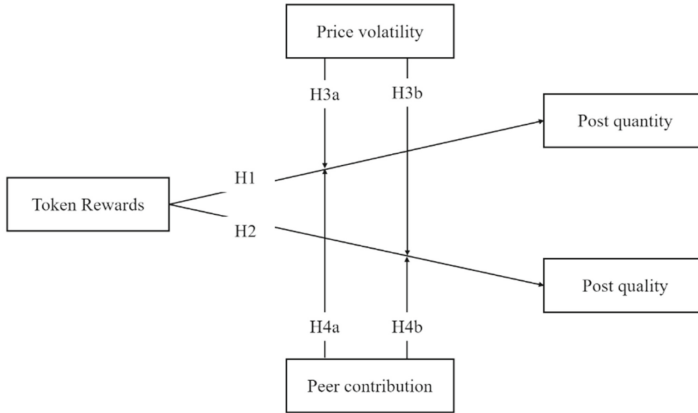 Price volatility
H3a
H3b
Post quantity
H1
Token Rewards
H2
Post quality
H4a
H4b
Peer contribution